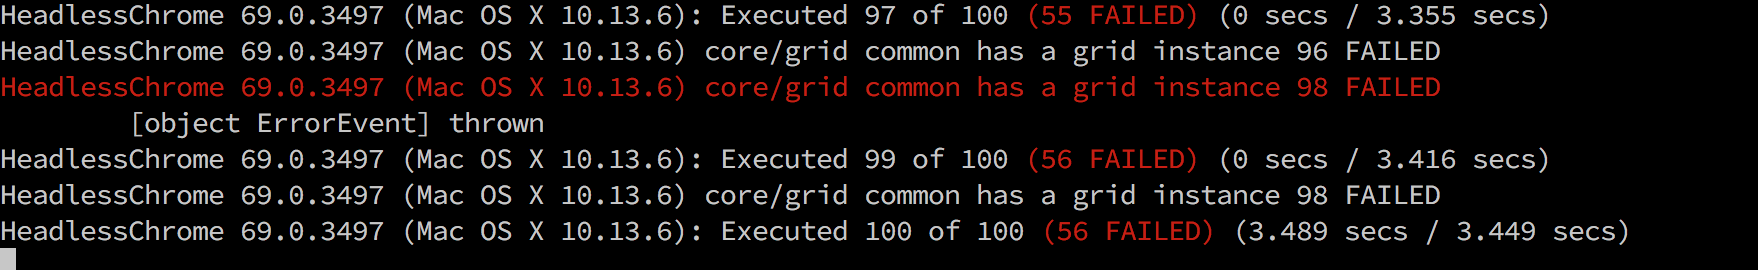 HeadlessChrome 69.0.3497 (Mac OS X 10.13.6): Executed 97 of 100 (55 FAILED) (0 secs / 3.355 secs)
HeadlessChrome 69.0.3497 (Mac OS X 10.13.6) core/grid common has a grid instance 96 FAILED
HeadlessChrome 69.0.3497 (Mac OS X 10.13.6) core/grid common has a grid instance 98 FAILED
[object ErrorEvent] thrown
HeadlessChrome 69.0.3497 (Mac OS X 10.13.6): Executed 99 of 100 (56 FAILED) (0 secs / 3.416 secs)
HeadlessChrome 69.0.3497 (Mac OS X 10.13.6) core/grid common has a grid instance 98 FAILED
HeadlessChrome 69.0.3497 (Mac OS X 10.13.6): Executed 100 of 100 (56 FAILED) (3.489 secs / 3.449 secs)